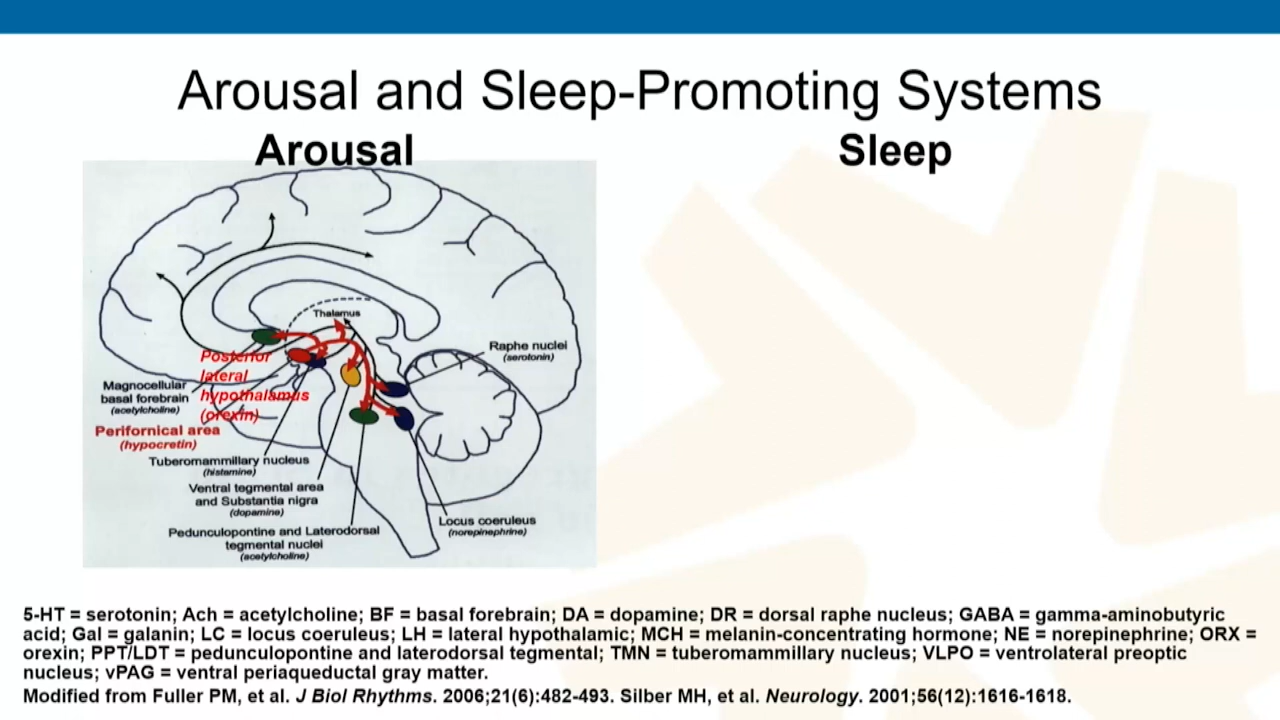 Arousal and Sleep-Promoting Systems
Arousal
Sleep
Thalamus
Raphe nuclei
(serotonin)
Posterior
lateral
hypothalamus
(orexin)
Magnocellular
basal forebrain
(acetylcholine)
Perifornical area
(hypocretin)
Tuberomammillary nucleus
(histamine)
Ventral tegmental area
and Substantia nigra
(dopamine)
Pedunculopontine and Laterodorsal
tegmental nuclei
(acetylcholine)
Locus coeruleus
(norepinephrine)
5-HT = serotonin; Ach = acetylcholine; BF = basal forebrain; DA = dopamine; DR = dorsal raphe nucleus; GABA = gamma-aminobutyric
acid; Gal = galanin; LC = locus coeruleus; LH = lateral hypothalamic; MCH = melanin-concentrating hormone; NE = norepinephrine; ORX =
orexin; PPT/LDT = pedunculopontine and laterodorsal tegmental; TMN = tuberomammillary nucleus; VLPO = ventrolateral preoptic
nucleus; vPAG = ventral periaqueductal gray matter.
Modified from Fuller PM, et al. J Biol Rhythms. 2006;21(6):482-493. Silber MH, et al. Neurology. 2001;56(12):1616-1618.